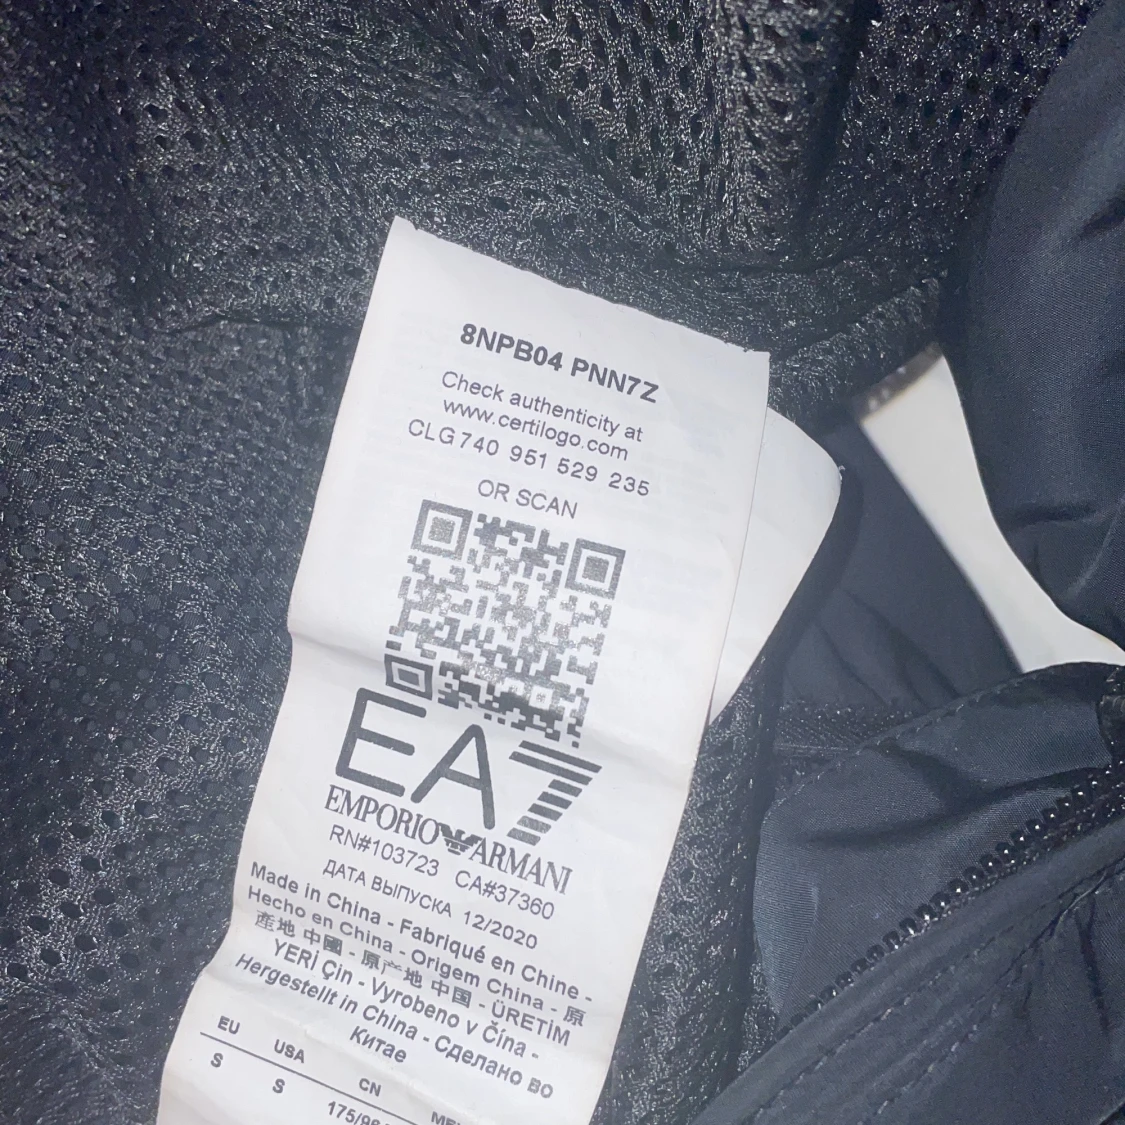 8NPB04 PNN7Z
Check authenticity at
www.certilogo.com
CLG 740 951 529 235
OR SCAN
EA7
EMPORIO ARMANI
RN#103723 CA#37360
ДАТА ВЫПУСКА 12/2020
Made in China - Fabriqué en Chine -
Hecho en China - Origem China - 原
産地 中國 - 原产地 中国 - ÜRETİM
YERİ Çin - Vyrobeno v Čína -
Hergestellt in China - Сделано во
Китае
EU USA CN
S S